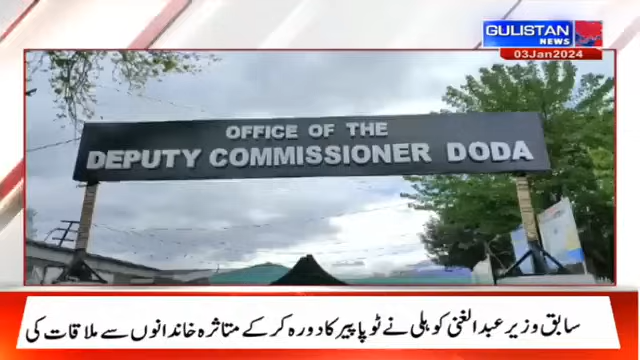 GULISTAN
NEWS
03Jan2024
OFFICE OF THE
DEPUTY COMMISSIONER DODA
سابق وزیر عبدالغنی کوہلی نے ٹوپا پیر کا دورہ کر کے متاثرہ خاندانوں سے ملاقات کی